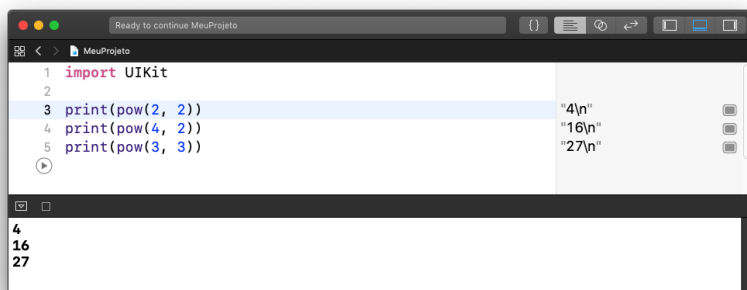 Ready to continue MeuProjeto
{}
MeuProjeto
1 import UIKit
2
3 print(pow(2, 2))
"4\n"
4 print(pow(4, 2))
"16\n"
5 print(pow(3, 3))
"27\n"
4
16
27